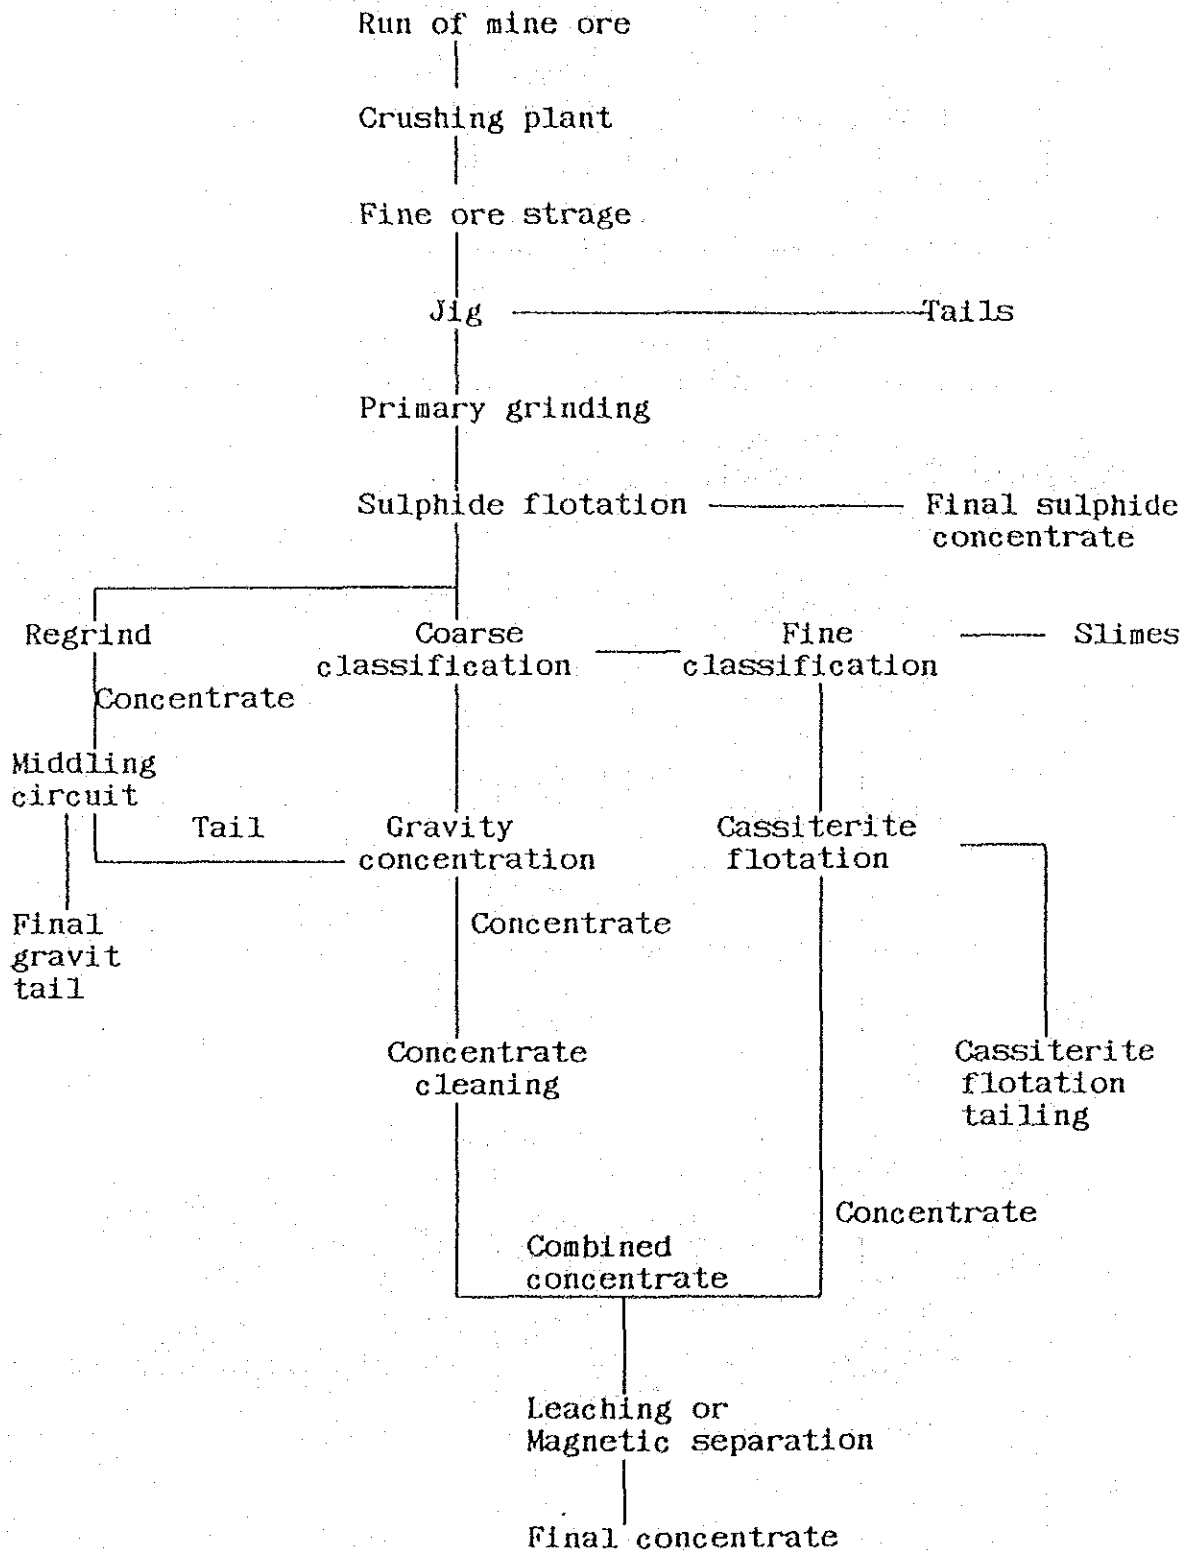 Run of mine ore
Crushing plant
Fine ore strage
Jig
Tails
Primary grinding
Sulphide flotation
Final sulphide
concentrate
Regrind
Coarse
classification
Fine
classification
Slimes
Concentrate
Middling
circuit
Tail
Gravity
concentration
Cassiterite
flotation
Concentrate
Final
gravit
tail
Concentrate
cleaning
Cassiterite
flotation
tailing
Concentrate
Combined
concentrate
Leaching or
Magnetic separation
Final concentrate